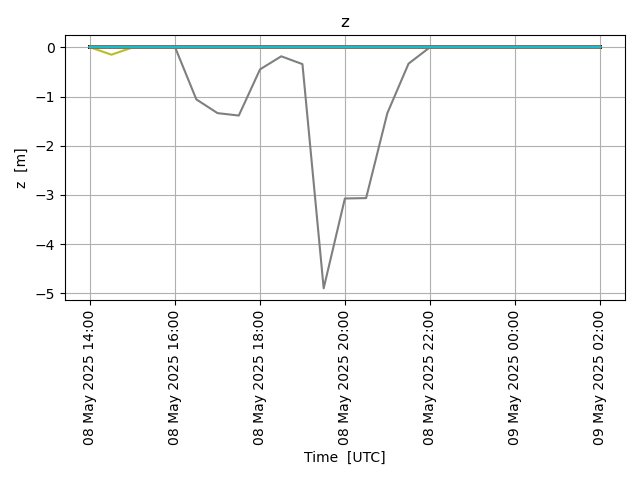 z
z  [m]
0
−1
−2
−3
−4
−5
08 May 2025 14:00
08 May 2025 16:00
08 May 2025 18:00
08 May 2025 20:00
08 May 2025 22:00
09 May 2025 00:00
09 May 2025 02:00
Time  [UTC]